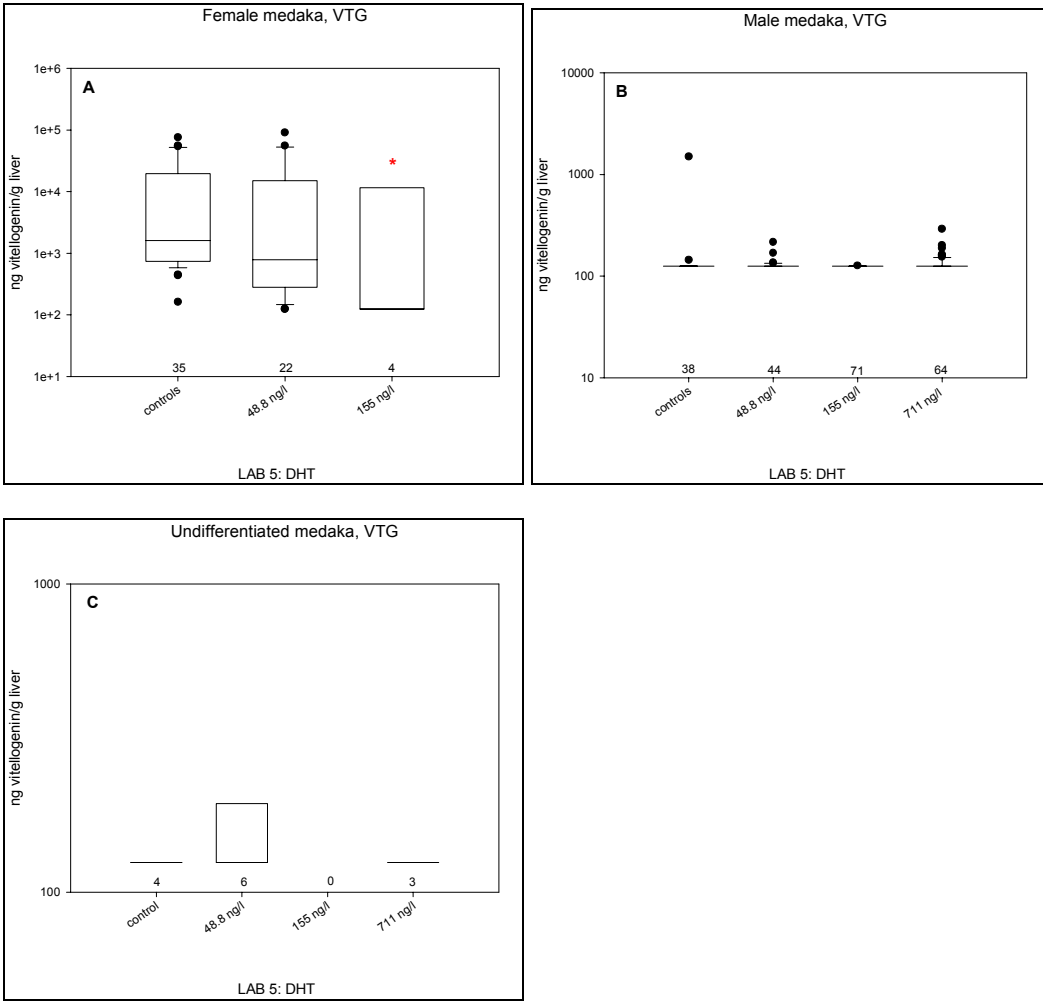 Female medaka, VTG
A
ng vitellogenin/g liver
1e+6
1e+5
1e+4
1e+3
1e+2
1e+1
*
35
22
4
controls
48.8 ng/l
155 ng/l
LAB 5: DHT
Male medaka, VTG
B
ng vitellogenin/g liver
10000
1000
100
10
38
44
71
64
controls
48.8 ng/l
155 ng/l
711 ng/l
LAB 5: DHT
Undifferentiated medaka, VTG
C
ng vitellogenin/g liver
1000
100
4
6
0
3
control
48.8 ng/l
155 ng/l
711 ng/l
LAB 5: DHT